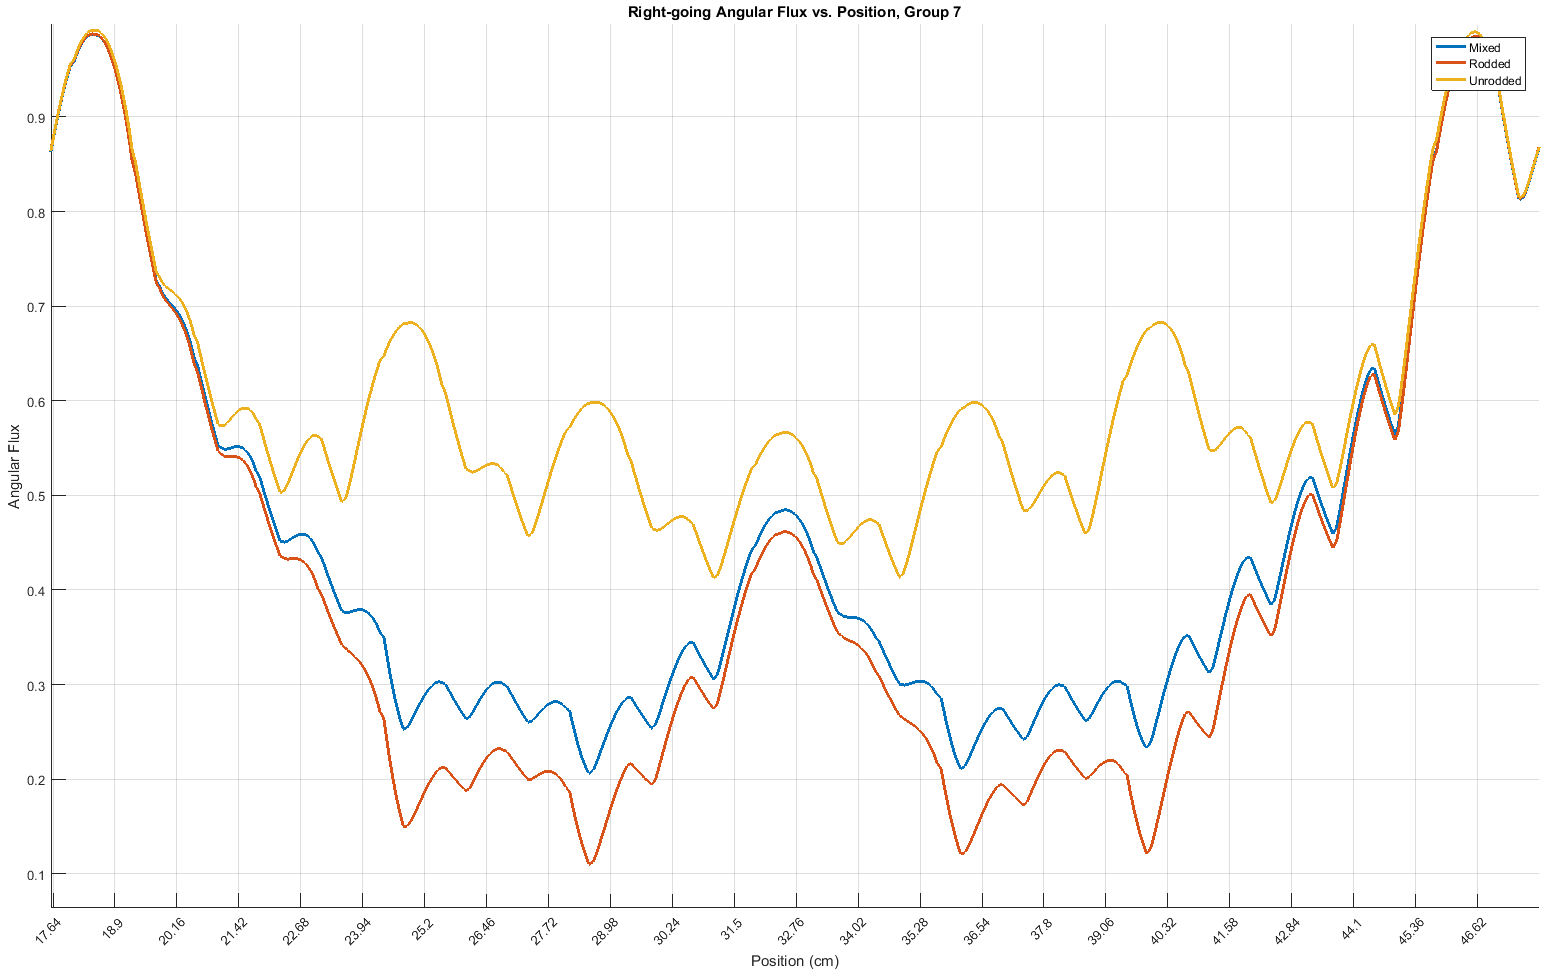 Right-going Angular Flux vs. Position, Group 7
Mixed
Rodded
Unrodded
0.9
0.8
0.7
0.6
0.5
0.4
0.3
0.2
0.1
Angular Flux
17.64 18.9 20.16 21.42 22.68 23.94 25.2 26.46 27.72 28.98 30.24 31.5 32.76 34.02 35.28 36.54 37.8 39.06 40.32 41.58 42.84 44.1 45.36 46.62
Position (cm)